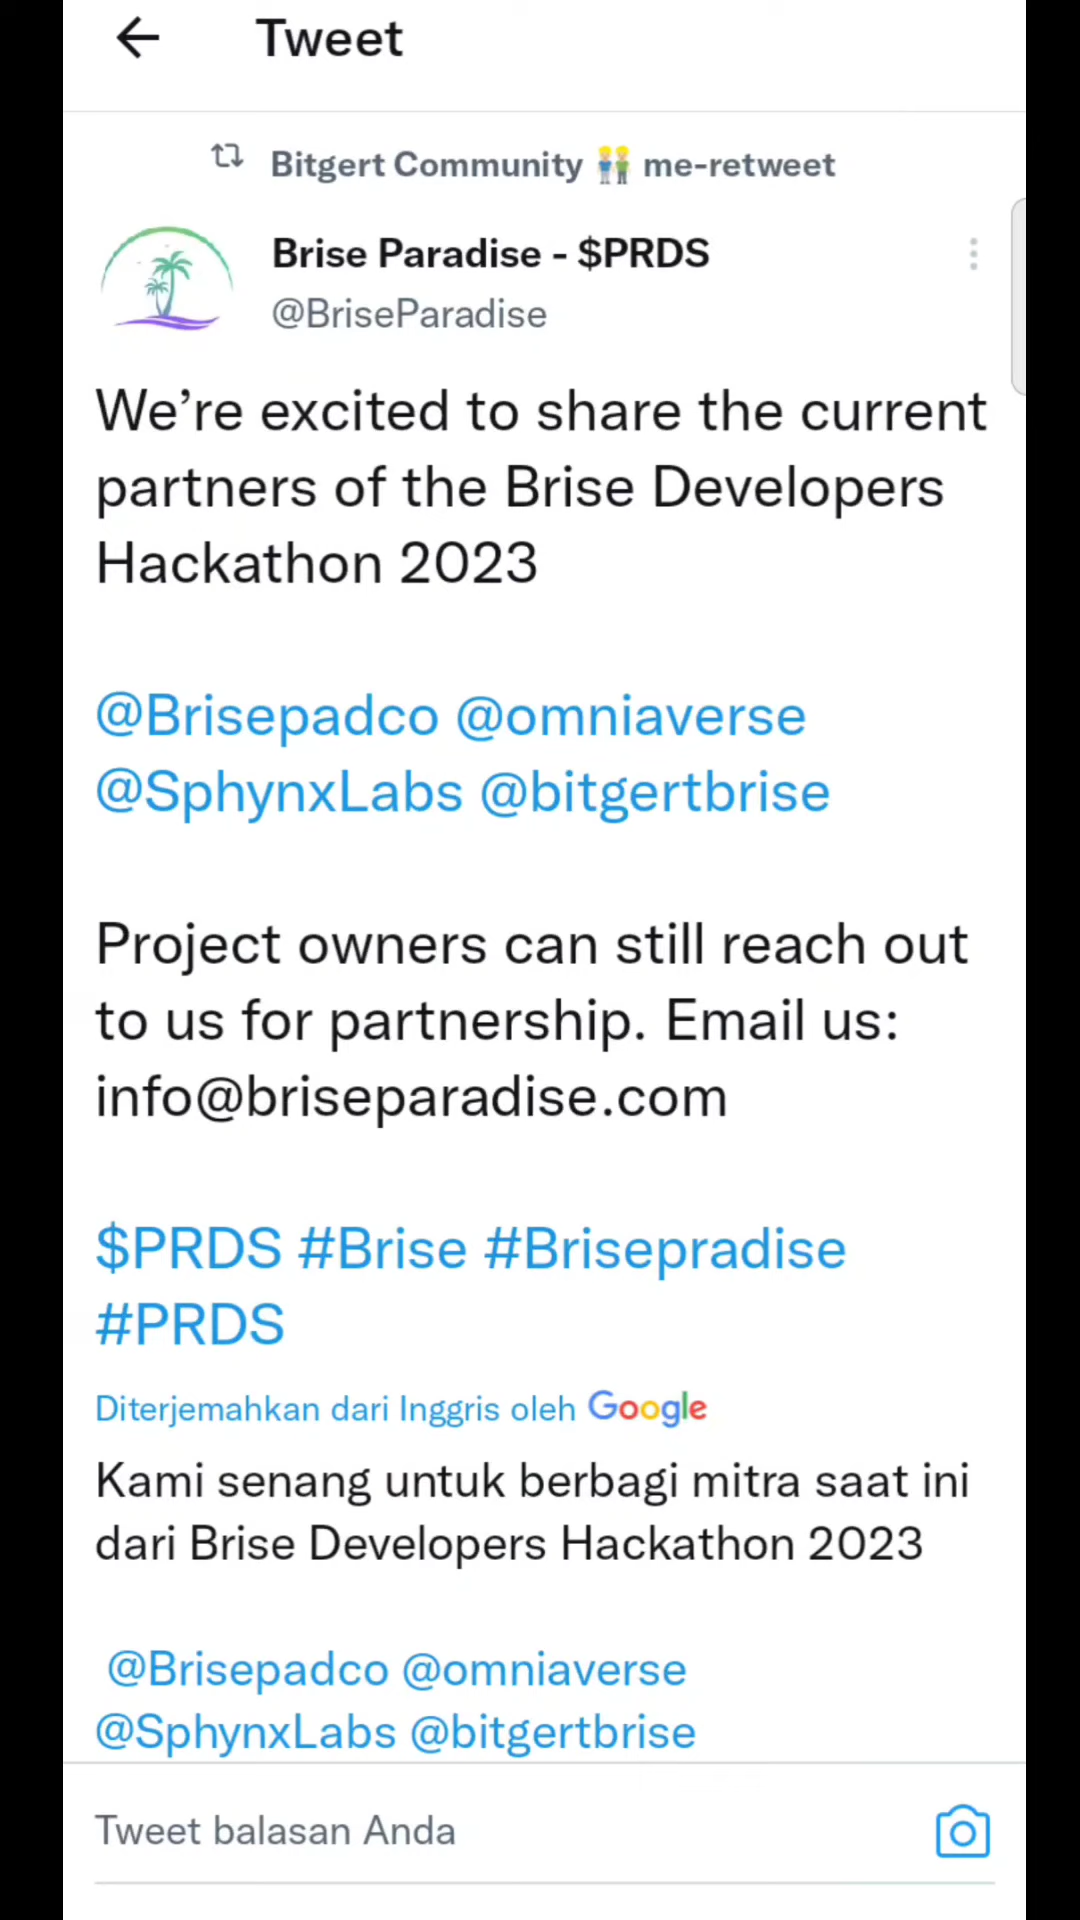 Tweet
Bitgert Community 👬 me-retweet
Brise Paradise - $PRDS
@BriseParadise
We’re excited to share the current
partners of the Brise Developers
Hackathon 2023
@Brisepadco @omniaverse
@SphynxLabs @bitgertbrise
Project owners can still reach out
to us for partnership. Email us:
info@briseparadise.com
$PRDS #Brise #Brisepradise
#PRDS
Diterjemahkan dari Inggris oleh Google
Kami senang untuk berbagi mitra saat ini
dari Brise Developers Hackathon 2023
@Brisepadco @omniaverse
@SphynxLabs @bitgertbrise
Tweet balasan Anda